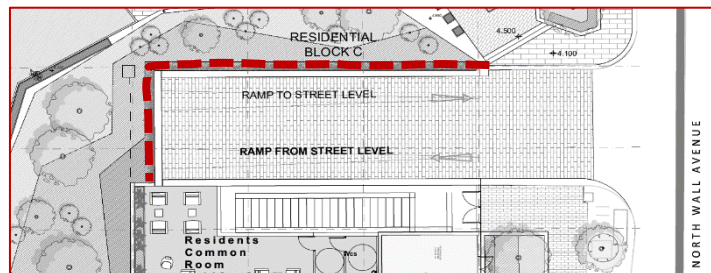 RESIDENTIAL
BLOCK C
4.500
4.100
RAMP TO STREET LEVEL
RAMP FROM STREET LEVEL
NORTH WALL AVENUE
Residents
Common
Room